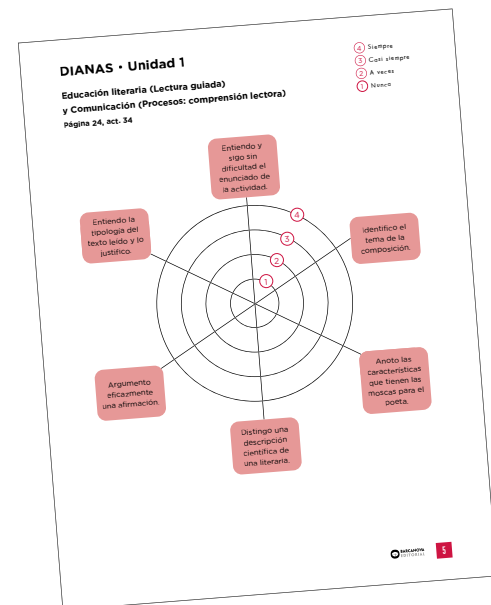 DIANAS · Unidad 1
Educación literaria (Lectura guiada)
y Comunicación (Procesos: comprensión lectora)
Página 24, act. 34
4 Siempre
3 Casi siempre
2 A veces
1 Nunca
Entiendo y
sigo sin
dificultad el
enunciado de
la actividad.
Entiendo la
tipología del
texto leído y lo
justifico.
Identifico el
tema de la
composición.
4
3
2
1
Argumento
eficazmente
una afirmación.
Anoto las
características
que tienen las
moscas para el
poeta.
Distingo una
descripción
científica de
una literaria.
BARCANOVA
EDITORIAL
5